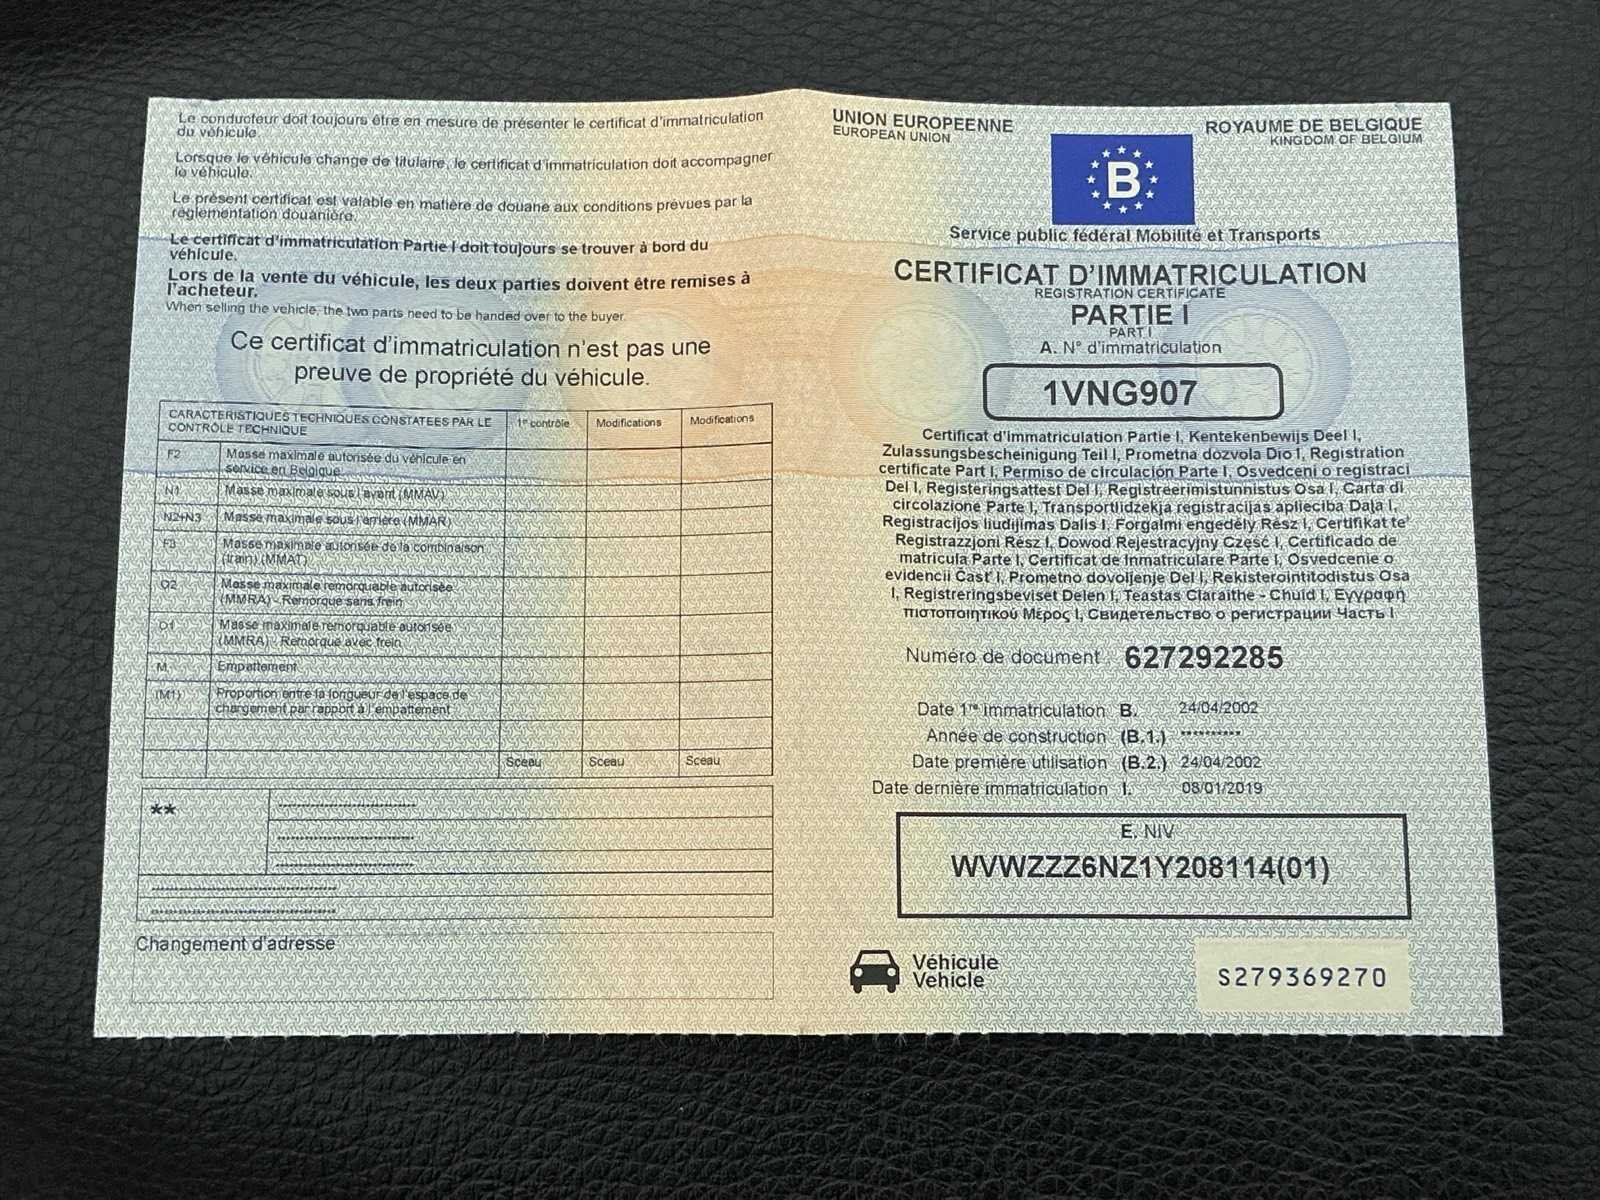 Le conducteur doit toujours être en mesure de présenter le certificat d'immatriculation
du véhicule.
Lorsque le véhicule change de titulaire, le certificat d'immatriculation doit accompagner
le véhicule.
Le présent certificat est valable en matière de douane aux conditions prévues par la
réglementation douanière.
Le certificat d'immatriculation Partie I doit toujours se trouver à bord du
véhicule.
Lors de la vente du véhicule, les deux parties doivent être remises à
l'acheteur.
When selling the vehicle, the two parts need to be handed over to the buyer.
Ce certificat d'immatriculation n'est pas une
preuve de propriété du véhicule.
CARACTERISTIQUES TECHNIQUES CONSTATEES PAR LE
CONTRÔLE TECHNIQUE
1er contrôle
Modifications
Modifications
F2
Masse maximale autorisée du véhicule en
service en Belgique
N1
Masse maximale sous l'avant (MMAV)
N2+N3
Masse maximale sous l'arrière (MMAR)
F3
Masse maximale autorisée de la combinaison
(train) (MMAT)
O2
Masse maximale remorquable autorisée
(MMRA) - Remorque sans frein
O1
Masse maximale remorquable autorisée
(MMRA) - Remorque avec frein
M
Empattement
(M1)
Proportion entre la longueur de l'espace de
chargement par rapport à l'empattement
Sceau
Sceau
Sceau
**
Changement d'adresse
UNION EUROPEENNE
EUROPEAN UNION
B
ROYAUME DE BELGIQUE
KINGDOM OF BELGIUM
Service public fédéral Mobilité et Transports
CERTIFICAT D'IMMATRICULATION
REGISTRATION CERTIFICATE
PARTIE I
PART I
A. N° d'immatriculation
1VNG907
Certificat d'Immatriculation Partie I, Kentekenbewijs Deel I,
Zulassungsbescheinigung Teil I, Prometna dozvola Dio I, Registration
certificate Part I, Permiso de circulación Parte I, Osvedceni o registraci
Del I, Registeringsattest Del I, Registreerimistunnistus Osa I, Carta di
circolazione Parte I, Transportlidzekja registracijas aplieciba Daļa I,
Registracijos liudijimas Dalis I, Forgalmi engedély Rész I, Certifikat te'
Registrazzjoni Rész I, Dowod Rejestracyjny Część I, Certificado de
matricula Parte I, Certificat de Inmatriculare Parte I, Osvedcenie o
evidencii Časť I, Prometno dovoljenje Del I, Rekisterointitodistus Osa
I, Registreringsbeviset Delen I, Teastas Claraithe - Chuid I, Εγγραφή
πιστοποιητικού Μέρος I, Свидетельство о регистрации Часть I
Numéro de document : 627292285
Date 1re immatriculation B. 24/04/2002
Année de construction (B.1.) **********
Date première utilisation (B.2.) 24/04/2002
Date dernière immatriculation I. 08/01/2019
E. NIV
WVWZZZ6NZ1Y208114(01)
Véhicule
Vehicle
S279369270